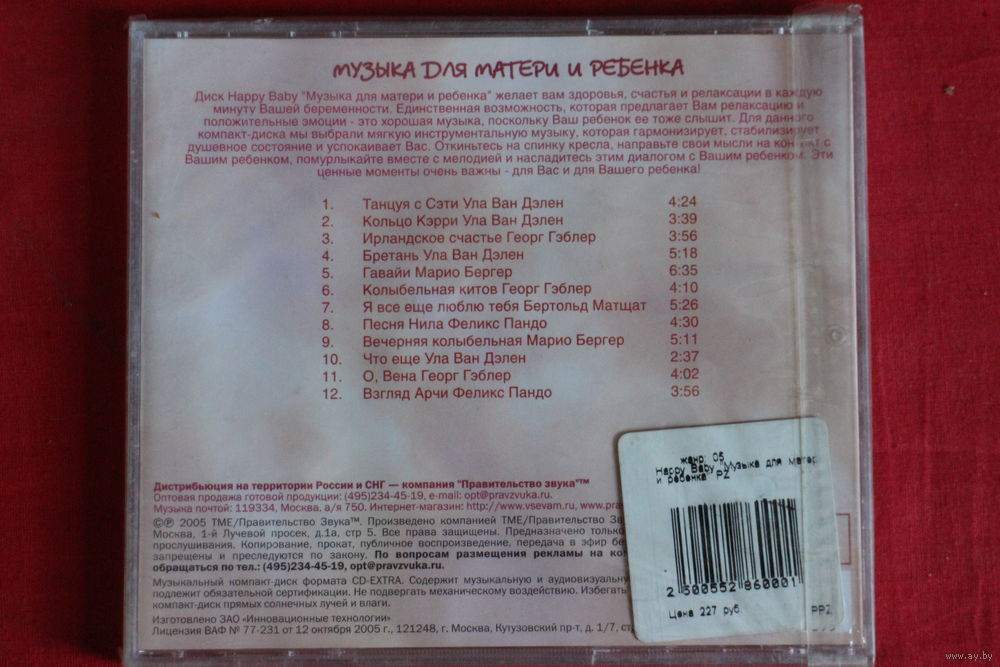 МУЗЫКА ДЛЯ МАТЕРИ И РЕБЕНКА
Диск Happy Baby "Музыка для матери и ребенка" желает вам здоровья, счастья и релаксации в каждую
минуту Вашей беременности. Единственная возможность, которая предлагает Вам релаксацию и
положительные эмоции - это хорошая музыка, поскольку Ваш ребенок ее тоже слышит. Для данного
компакт-диска мы выбрали мягкую инструментальную музыку, которая гармонизирует, стабилизирует
душевное состояние и успокаивает Вас. Откиньтесь на спинку кресла, направьте свои мысли на контакт с
Вашим ребенком, помурлыкайте вместе с мелодией и насладитесь этим диалогом с Вашим ребенком. Эти
ценные моменты очень важны - для Вас и для Вашего ребенка!
1. Танцуя с Сэти Ула Ван Дэлен 4:24
2. Кольцо Кэрри Ула Ван Дэлен 3:39
3. Ирландское счастье Георг Гэблер 3:56
4. Бретань Ула Ван Дэлен 5:18
5. Гавайи Марио Бергер 6:35
6. Колыбельная китов Георг Гэблер 4:10
7. Я все еще люблю тебя Бертольд Матщат 5:26
8. Песня Нила Феликс Пандо 4:30
9. Вечерняя колыбельная Марио Бергер 5:11
10. Что еще Ула Ван Дэлен 2:37
11. О, Вена Георг Гэблер 4:02
12. Взгляд Арчи Феликс Пандо 3:56
Дистрибьюция на территории России и СНГ — компания "Правительство звука"™
Оптовая продажа готовой продукции: (495)234-45-19, e-mail: opt@pravzvuka.ru.
Музыка почтой: 119334, Москва, а/я 750. Интернет-магазин: http://www.vsevam.ru, www.prav
©℗ 2005 TME/Правительство Звука™. Произведено компанией TME/Правительство Звук
Москва, 1-й Лучевой просек, д.1а, стр 5. Все права защищены. Предназначено только
прослушивания. Копирование, прокат, публичное воспроизведение, передача в эфир бе
запрещены и преследуются по закону. По вопросам размещения рекламы на ко
обращаться по тел.: (495)234-45-19, opt@pravzvuka.ru.
Музыкальный компакт-диск формата CD-EXTRA. Содержит музыкальную и аудиовизуальну
подлежит обязательной сертификации. Не подвергать механическому воздействию. Избегать
компакт-диск прямых солнечных лучей и влаги.
Изготовлено ЗАО «Инновационные технологии»
Лицензия ВАФ № 77-231 от 12 октября 2005 г., 121248, г. Москва, Кутузовский пр-т, д. 1/7, ст
жанр: 05
Happy Baby "Музыка для матер
и ребенка" PZ
2 500552 860001
Цена 227 руб. PPZ
www.ay.by